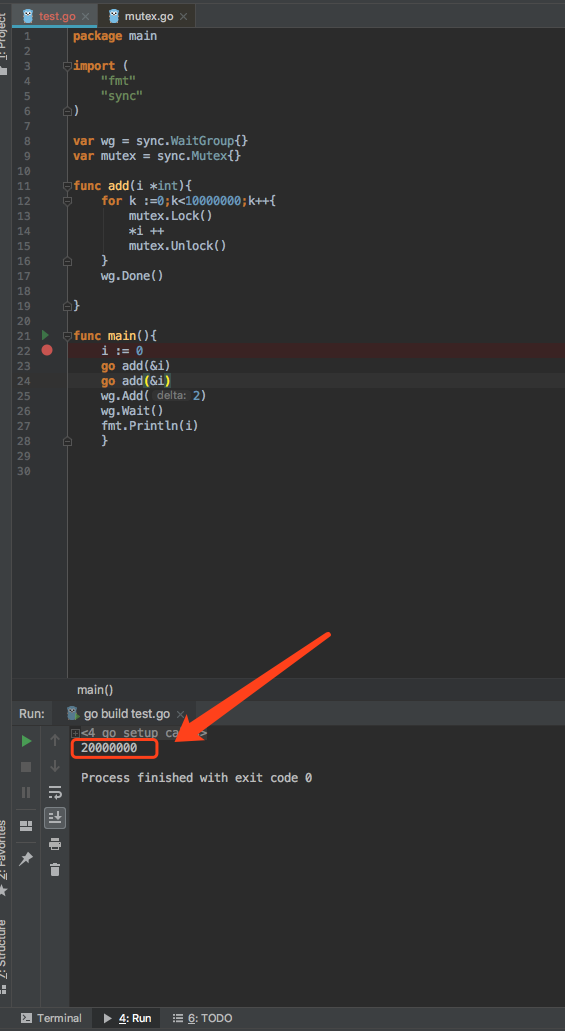 test.go mutex.go
1: Project
1 package main
2
3 import (
4 "fmt"
5 "sync"
6 )
7
8 var wg = sync.WaitGroup{}
9 var mutex = sync.Mutex{}
10
11 func add(i *int){
12 for k :=0;k<10000000;k++{
13 mutex.Lock()
14 *i ++
15 mutex.Unlock()
16 }
17 wg.Done()
18
19 }
20
21 func main(){
22 i := 0
23 go add(&i)
24 go add(&i)
25 wg.Add( delta: 2)
26 wg.Wait()
27 fmt.Println(i)
28 }
29
30
main()
Run: go build test.go
<4 go setup ca >
20000000
Process finished with exit code 0
2: Favorites
7: Structure
Terminal 4: Run 6: TODO